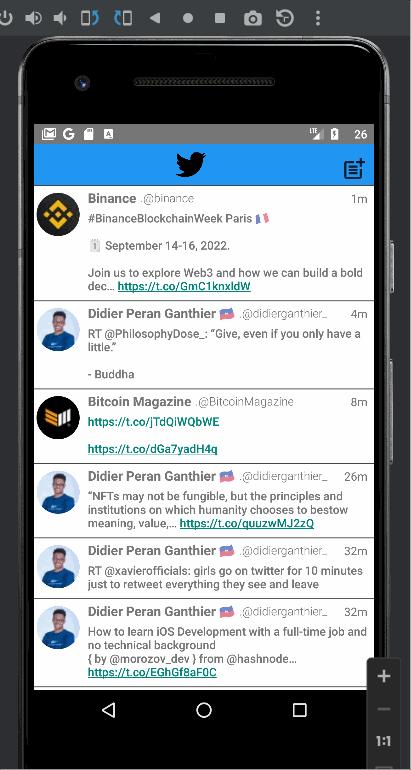 LTE 26
Binance .@binance 1m
#BinanceBlockchainWeek Paris 🇫🇷
🗓 September 14-16, 2022.
Join us to explore Web3 and how we can build a bold
dec… https://t.co/GmC1knxldW
Didier Peran Ganthier 🇭🇹 .@didierganthier_ 4m
RT @PhilosophyDose_: “Give, even if you only have a
little.”
- Buddha
Bitcoin Magazine .@BitcoinMagazine 8m
https://t.co/jTdQiWQbWE
https://t.co/dGa7yadH4q
Didier Peran Ganthier 🇭🇹 .@didierganthier_ 26m
“NFTs may not be fungible, but the principles and
institutions on which humanity chooses to bestow
meaning, value,… https://t.co/quuzwMJ2zQ
Didier Peran Ganthier 🇭🇹 .@didierganthier_ 32m
RT @xavierofficials: girls go on twitter for 10 minutes
just to retweet everything they see and leave
Didier Peran Ganthier 🇭🇹 .@didierganthier_ 32m
How to learn iOS Development with a full-time job and
no technical background
{ by @morozov_dev } from @hashnode…
https://t.co/EGhGf8aF0C
1:1